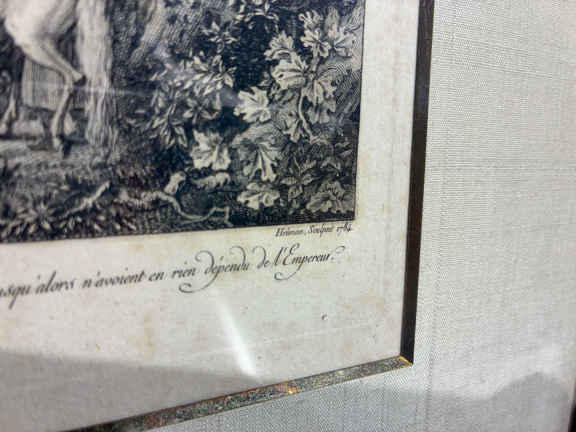 Helman, Sculpsit 1784.
usqu'alors n'avoient en rien dépendu de l'Empereur.